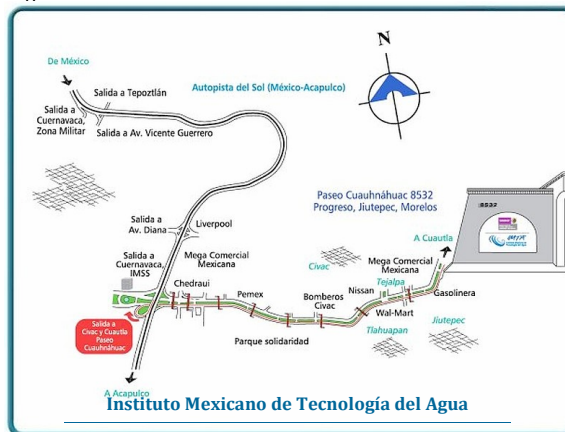 De México
Salida a Tepoztlán
Autopista del Sol (México-Acapulco)
Salida a
Cuernavaca,
Zona Militar
Salida a Av. Vicente Guerrero
N
Paseo Cuauhnáhuac 8532
Progreso, Jiutepec, Morelos
8532
Salida a
Av. Diana
Liverpool
A Cuautla
Salida a
Cuernavaca,
IMSS
Mega Comercial
Mexicana
Civac
Mega Comercial
Mexicana
Tejalpa
Chedraui
Pemex
Bomberos
Civac
Nissan
Gasolinera
Wal-Mart
Salida a
Civac y Cuautla
Paseo
Cuauhnáhuac
Parque solidaridad
Tlahuapan
Jiutepec
A Acapulco
Instituto Mexicano de Tecnología del Agua